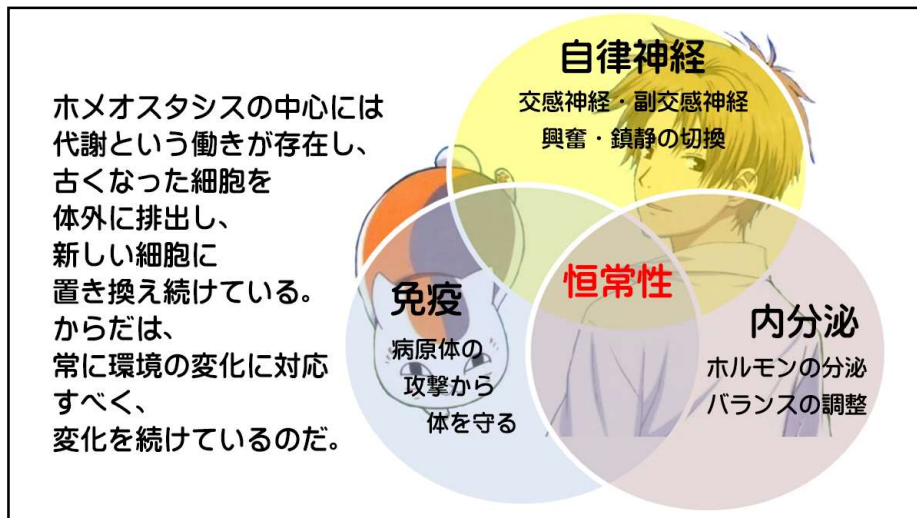 ホメオスタシスの中心には
代謝という働きが存在し、
古くなった細胞を
体外に排出し、
新しい細胞に
置き換え続けている。
からだは、
常に環境の変化に対応
すべく、
変化を続けているのだ。
自律神経
交感神経・副交感神経
興奮・鎮静の切換
恒常性
免疫
病原体の
攻撃から
体を守る
内分泌
ホルモンの分泌
バランスの調整